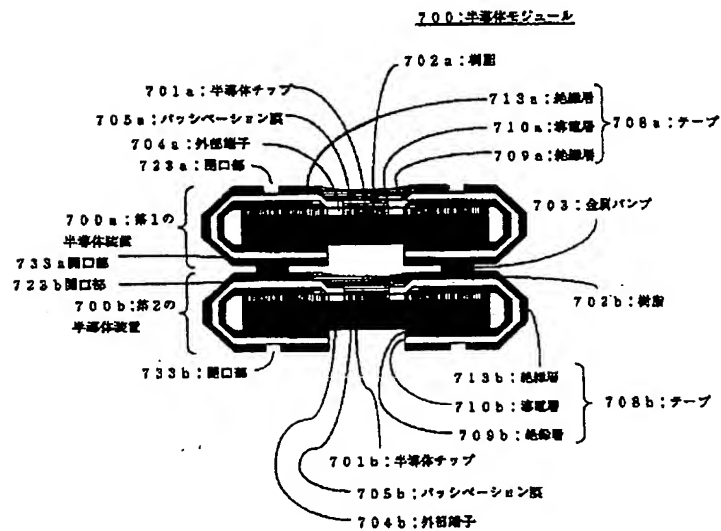 700:半導体モジュール
702a:樹脂
701a:半導体チップ
705a:パッシベーション膜
704a:外部端子
723a:開口部
713a:絶縁層
710a:導電層
709a:絶縁層
708a:テープ
700a:第1の
半導体装置
733a開口部
723b開口部
700b:第2の
半導体装置
733b:開口部
703:金属バンプ
702b:樹脂
713b:絶縁層
710b:導電層
709b:絶縁層
708b:テープ
701b:半導体チップ
705b:パッシベーション膜
704b:外部端子